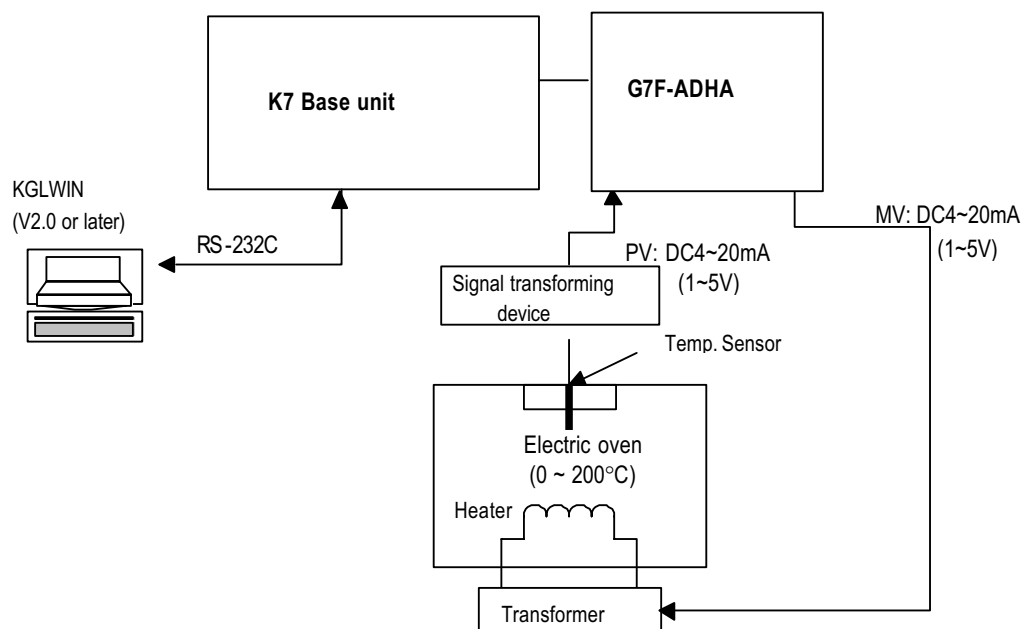 K7 Base unit
G7F-ADHA
KGLWIN
(V2.0 or later)
RS-232C
MV: DC4~20mA
(1~5V)
PV: DC4~20mA
(1~5V)
Signal transforming
device
Temp. Sensor
Electric oven
(0 ~ 200°C)
Heater
Transformer